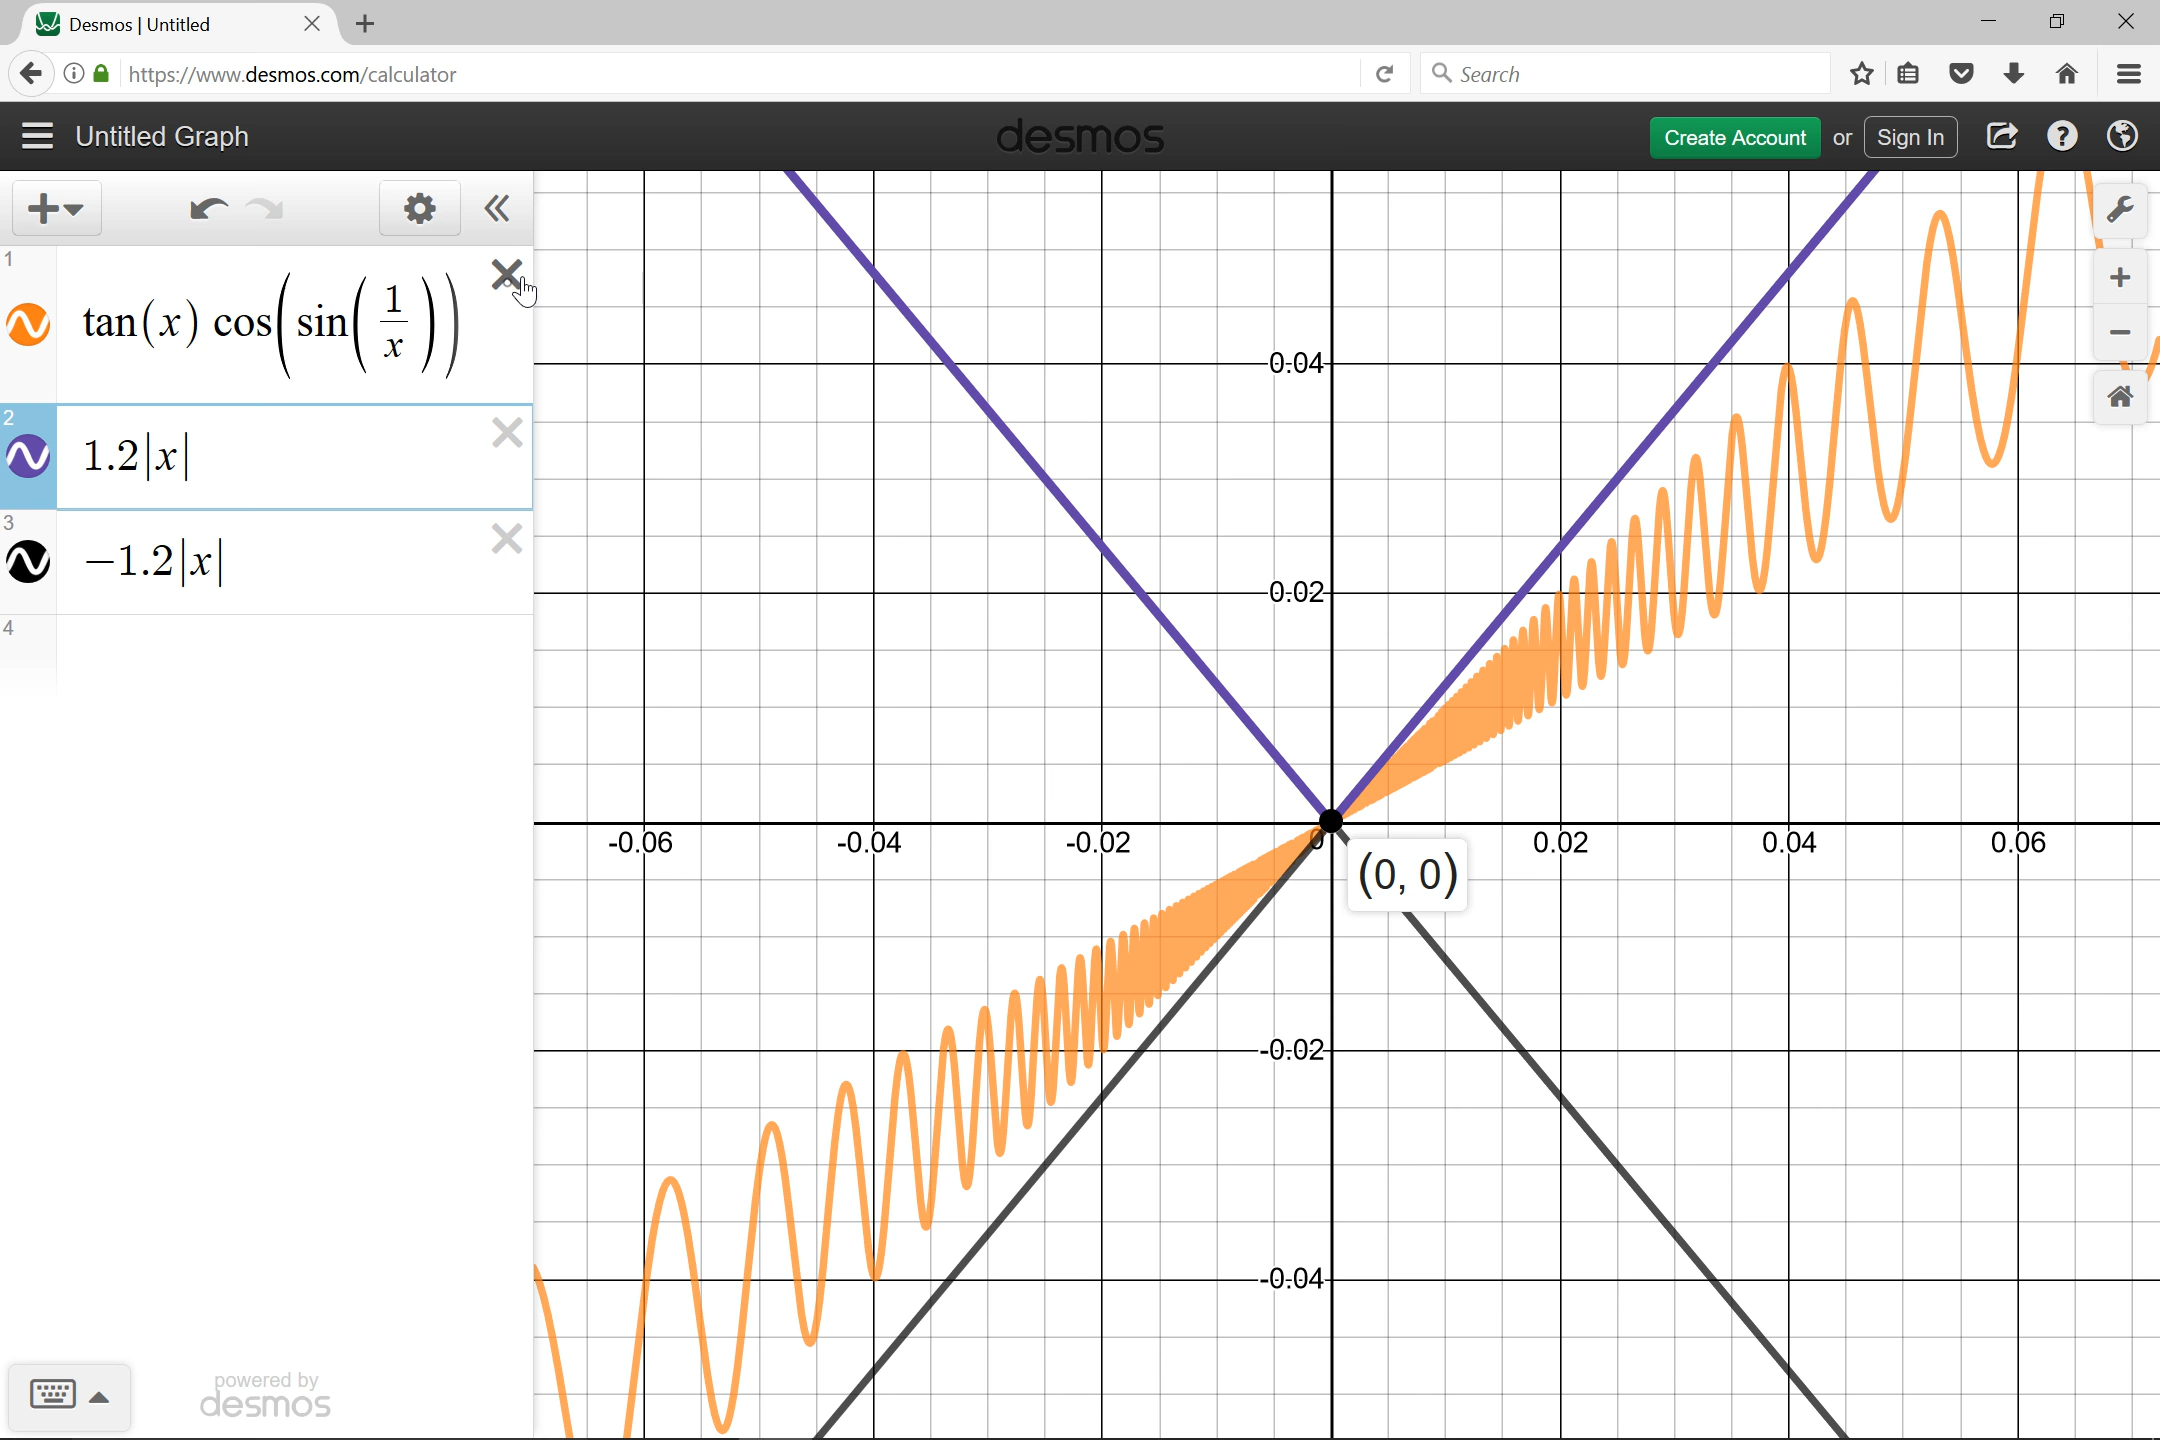 Desmos | Untitled
https://www.desmos.com/calculator
Search
Untitled Graph
desmos
Create Account or Sign In
1
tan(x) cos(sin(1/x))
2
1.2|x|
3
−1.2|x|
4
0.04
0.02
-0.06 -0.04 -0.02 0 0.02 0.04 0.06
(0, 0)
-0.02
-0.04
powered by
desmos